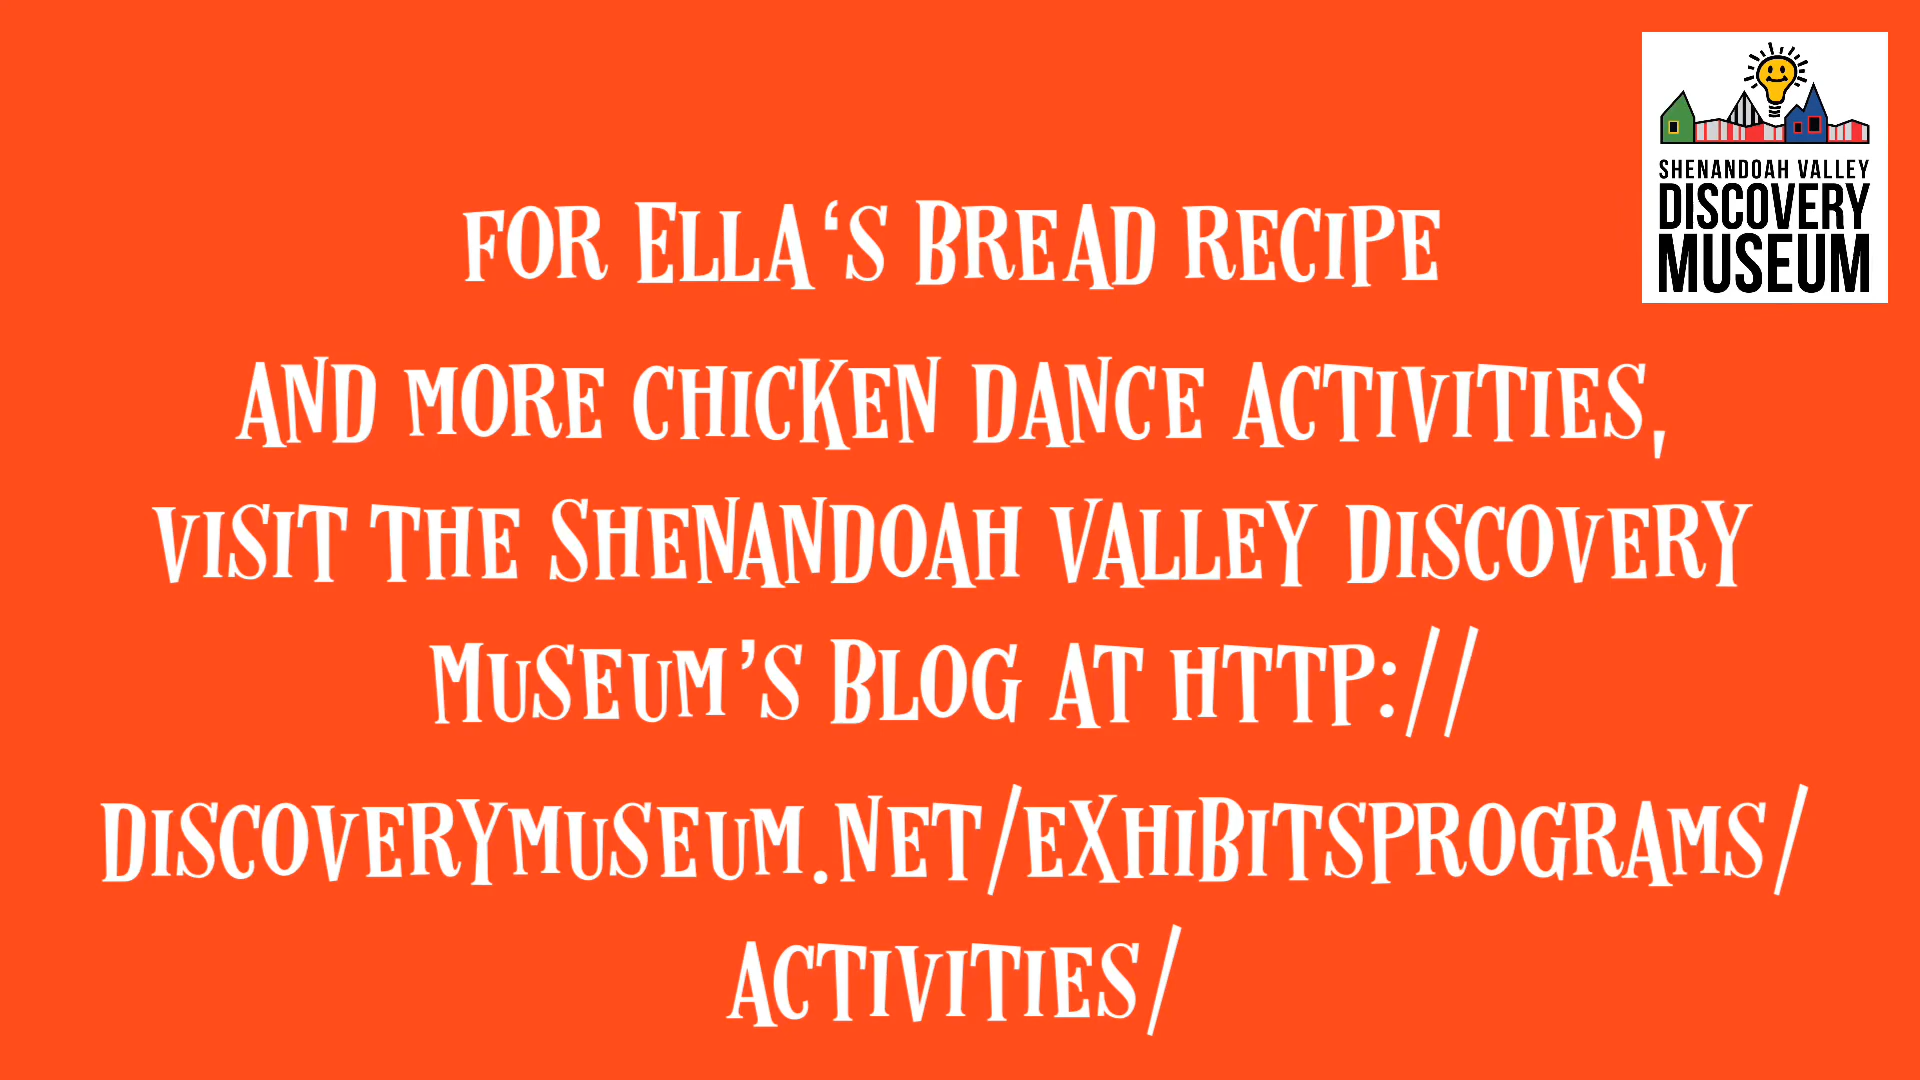 for Ella‘s Bread recipe
and more chicken dance activities,
visit the Shenandoah Valley Discovery
Museum’s Blog at http://
discoverymuseum.net/exhibitsprograms/
activities/
SHENANDOAH VALLEY
DISCOVERY
MUSEUM